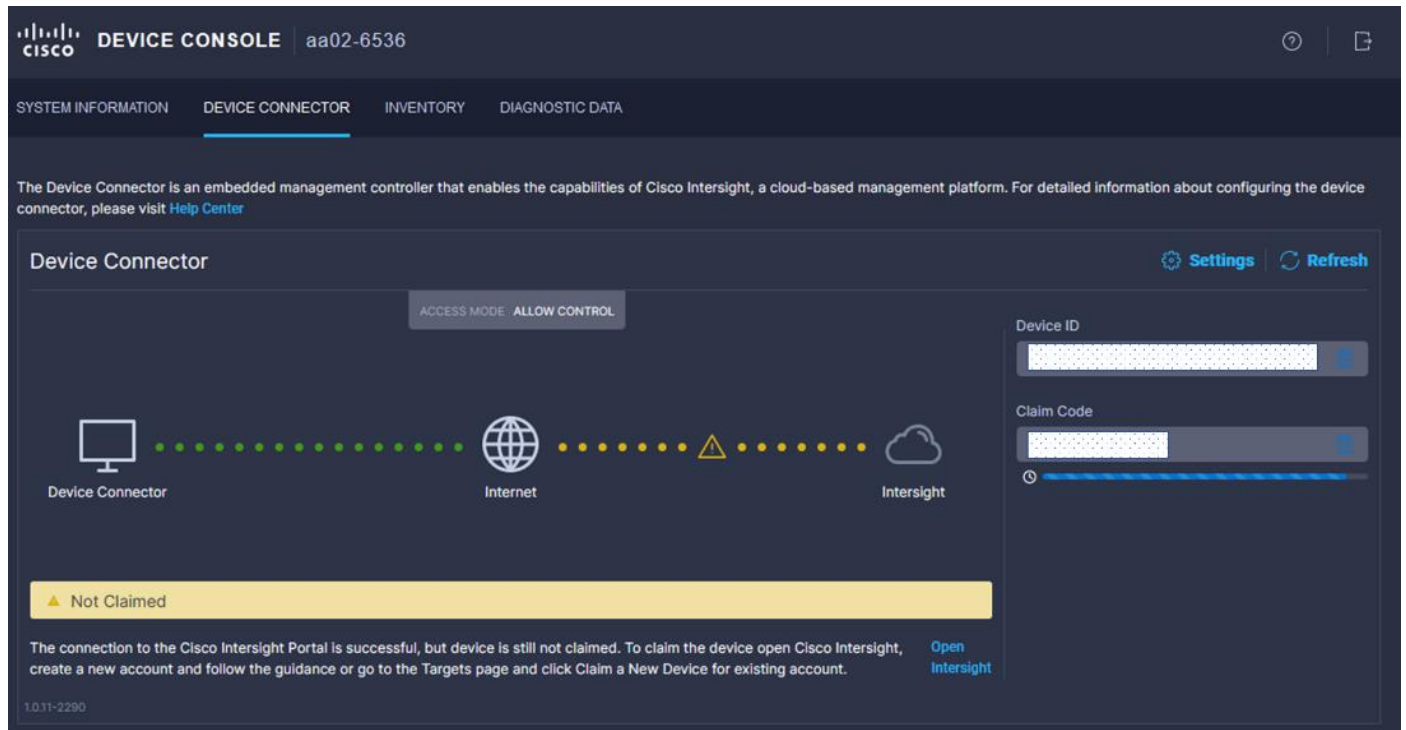 CISCO DEVICE CONSOLE aa02-6536
SYSTEM INFORMATION DEVICE CONNECTOR INVENTORY DIAGNOSTIC DATA
The Device Connector is an embedded management controller that enables the capabilities of Cisco Intersight, a cloud-based management platform. For detailed information about configuring the device
connector, please visit Help Center
Device Connector
Settings Refresh
ACCESS MODE ALLOW CONTROL
Device Connector
Internet
Intersight
Device ID
Claim Code
Not Claimed
The connection to the Cisco Intersight Portal is successful, but device is still not claimed. To claim the device open Cisco Intersight,
create a new account and follow the guidance or go to the Targets page and click Claim a New Device for existing account.
Open
Intersight
1.0.11-2290